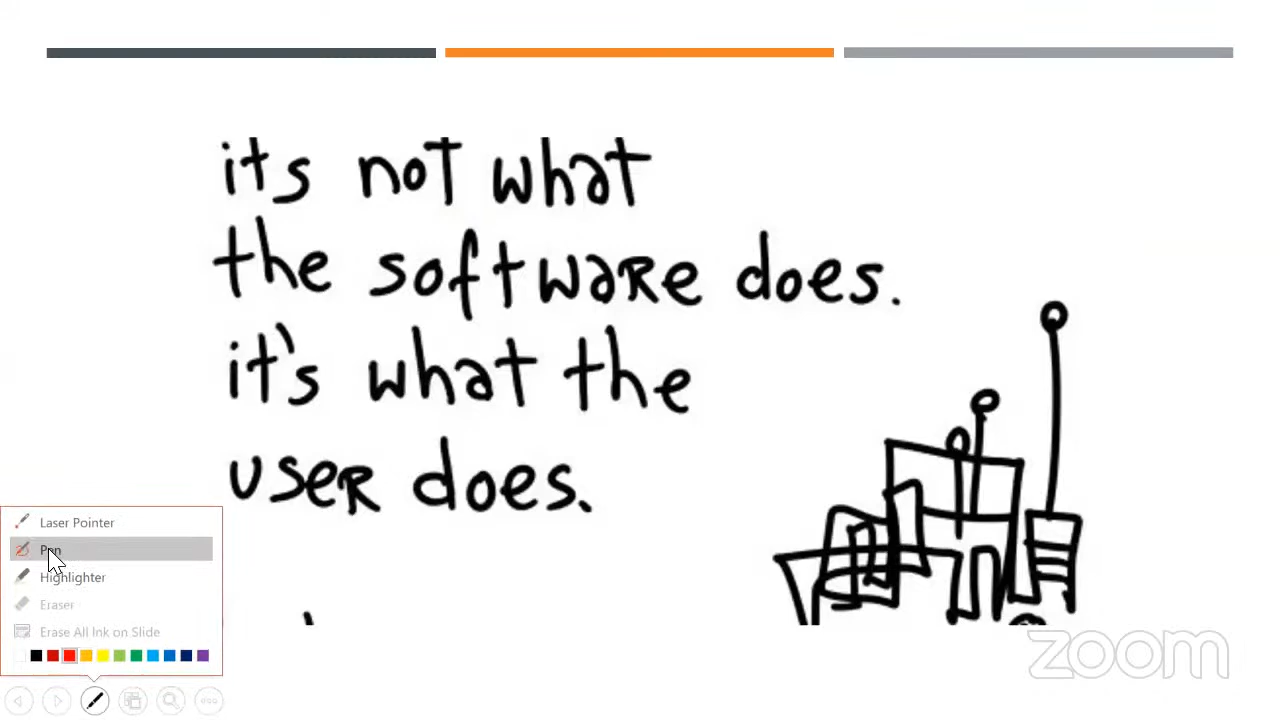 its not what
the software does.
it's what the
user does.
Laser Pointer
Pen
Highlighter
Eraser
Erase All Ink on Slide
zoom